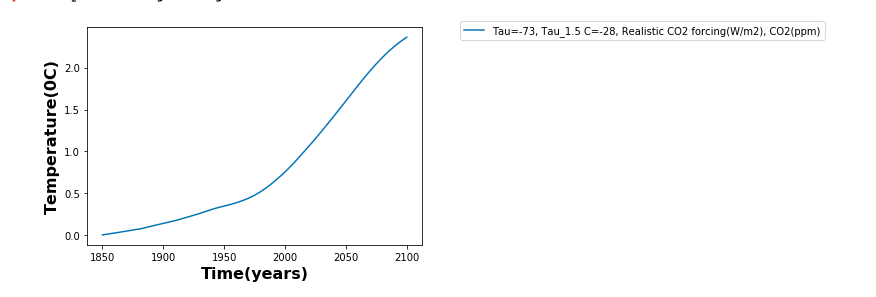 Tau=-73, Tau_1.5 C=-28, Realistic CO2 forcing(W/m2), CO2(ppm)
Temperature(0C)
2.0
1.5
1.0
0.5
0.0
1850 1900 1950 2000 2050 2100
Time(years)